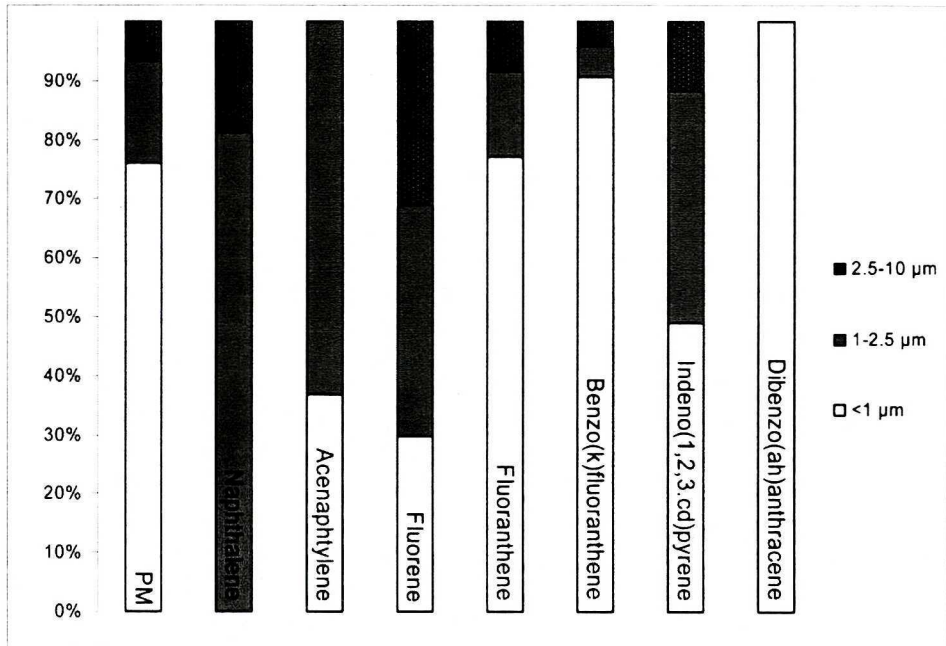 90%
80%
70%
60%
50%
40%
30%
20%
10%
0%
PM
Naphthalene
Acenaphtylene
Fluorene
Fluoranthene
Benzo(k)fluoranthene
Indeno(1,2,3.cd)pyrene
Dibenzo(ah)anthracene
2.5-10 µm
1-2.5 µm
<1 µm